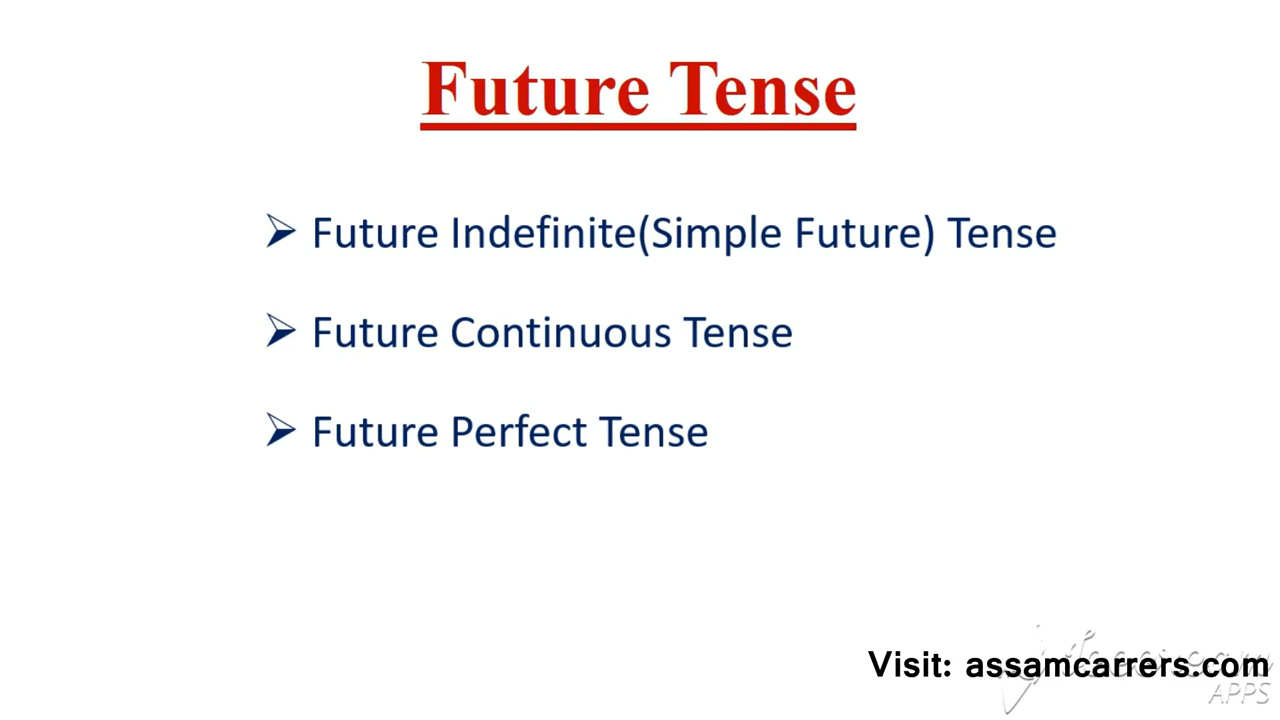 Future Tense
➢ Future Indefinite(Simple Future) Tense
➢ Future Continuous Tense
➢ Future Perfect Tense
Visit: assamcarrers.com
APPS